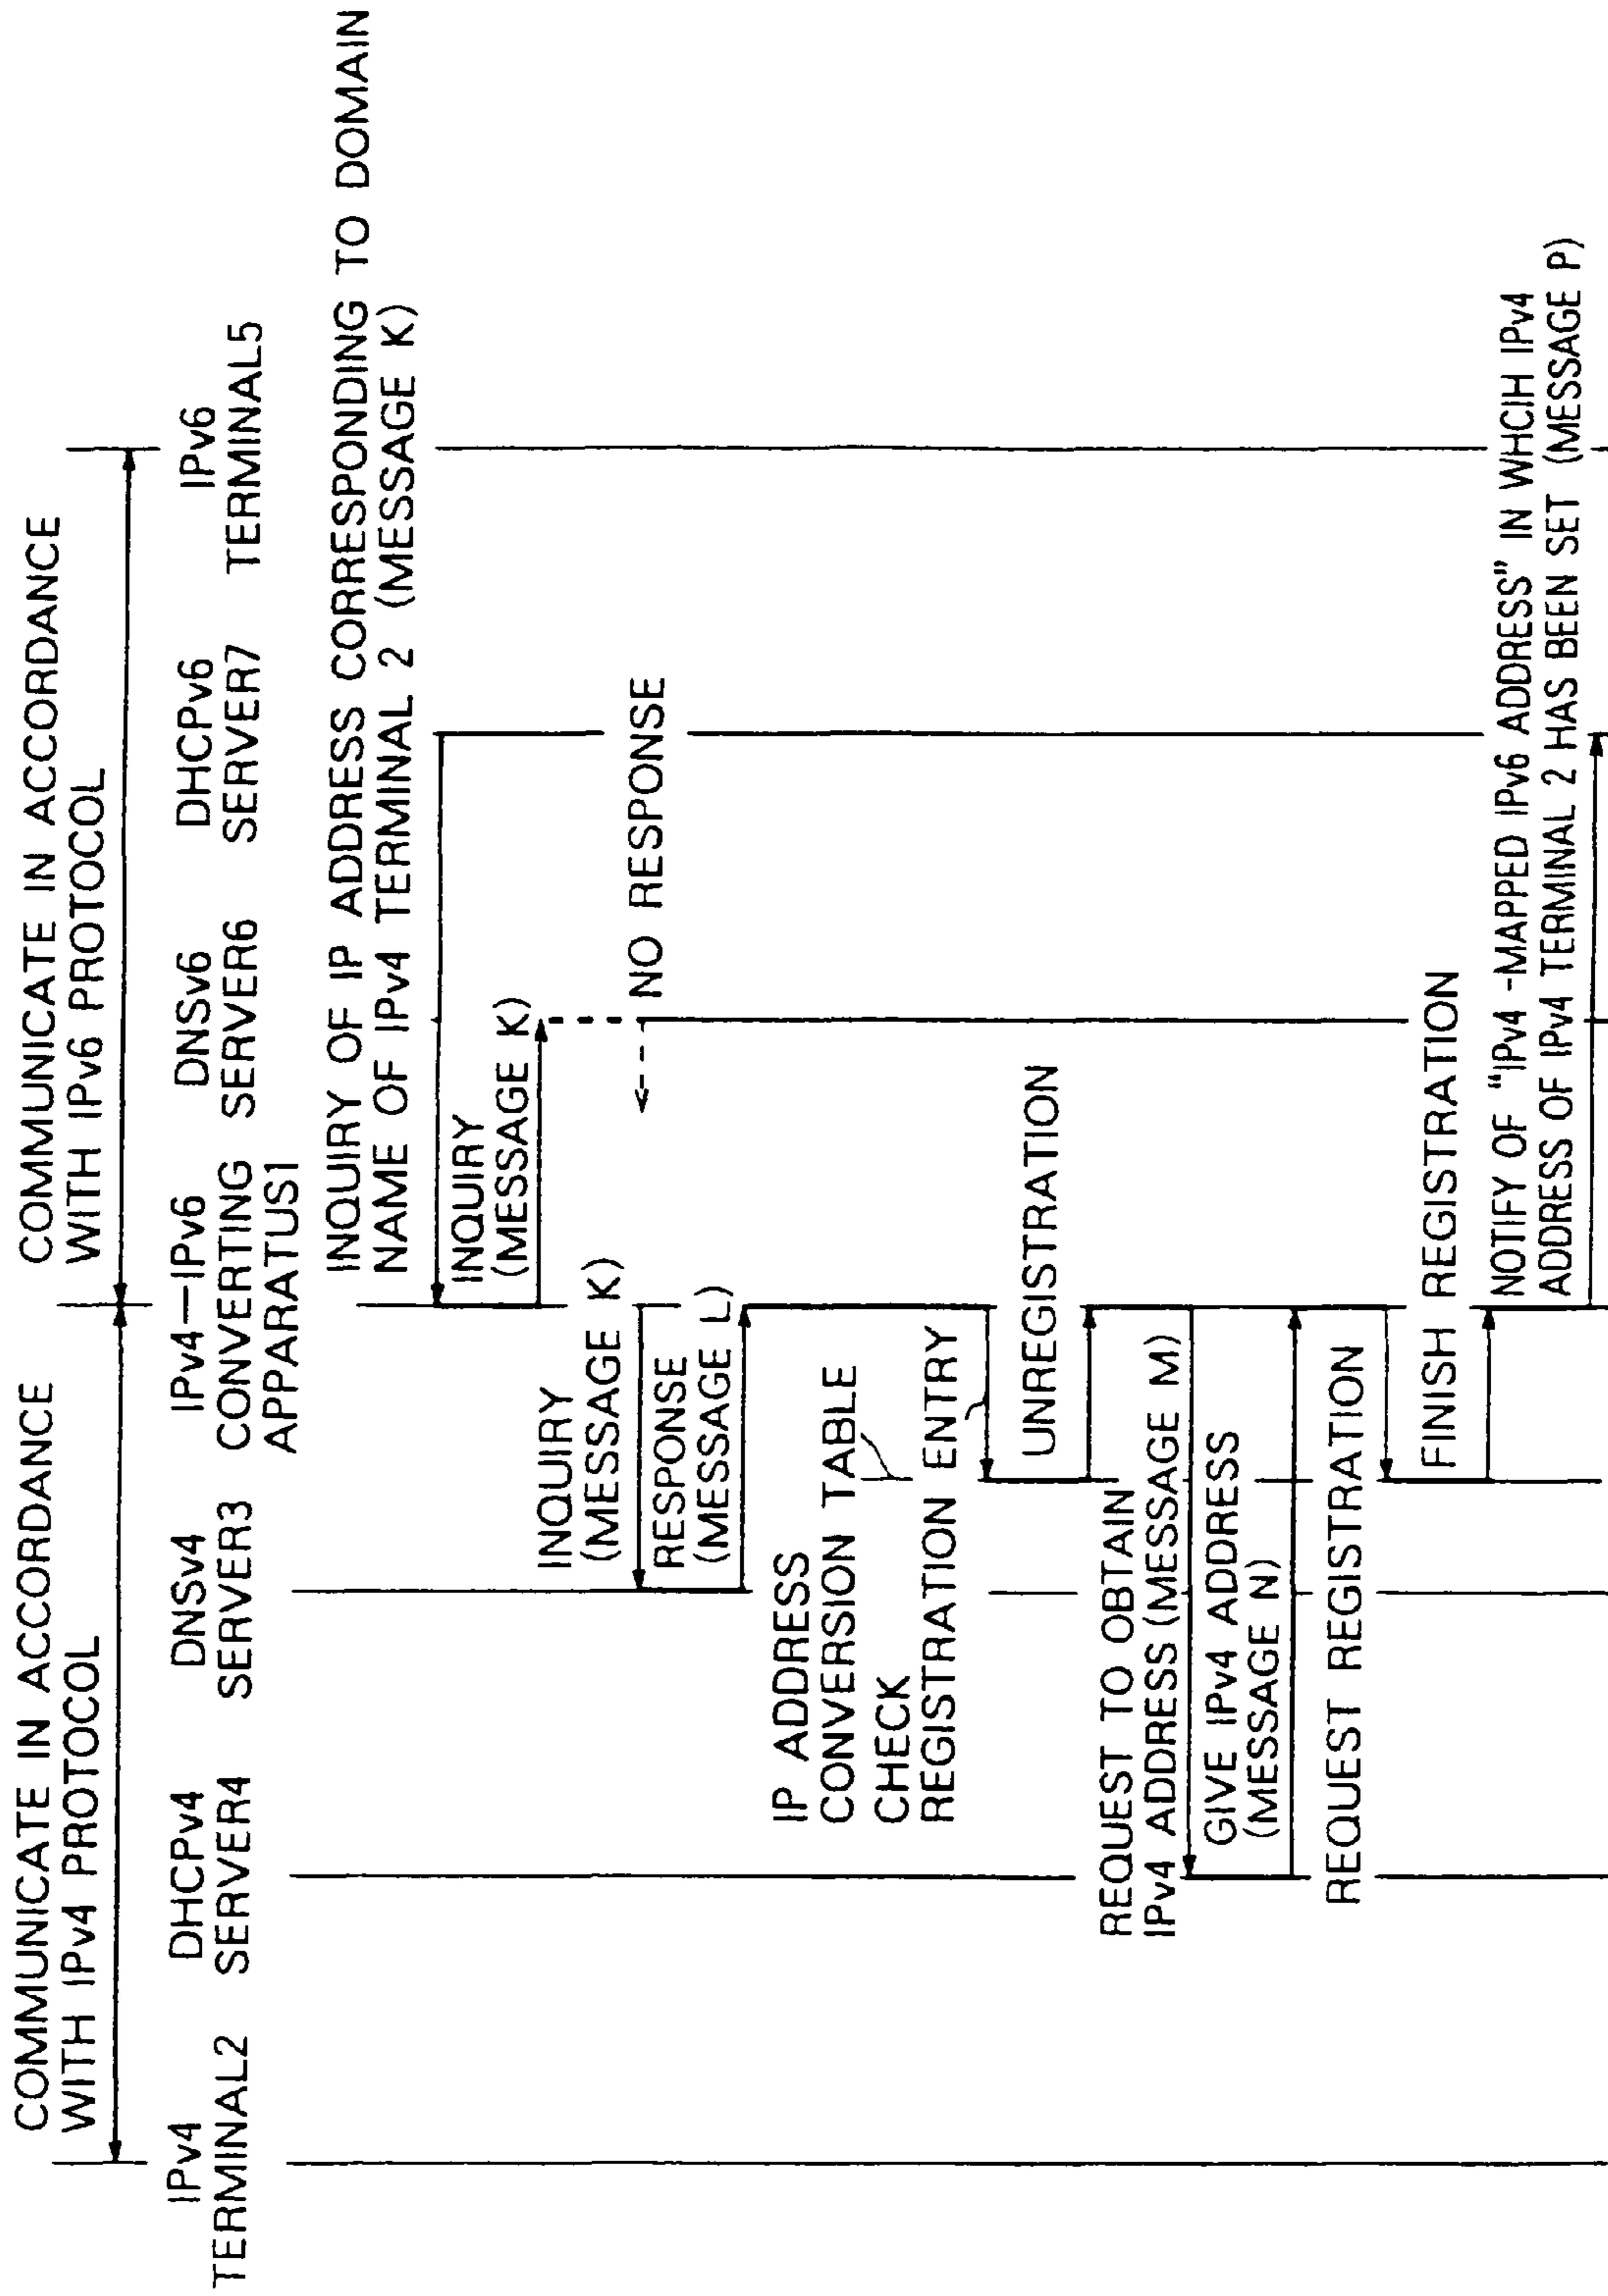 COMMUNICATE IN ACCORDANCE
WITH IPv4 PROTOCOL
COMMUNICATE IN ACCORDANCE
WITH IPv6 PROTOCOL
IPv4
TERMINAL2
DHCPv4
SERVER4
DNSv4
SERVER3
IPv4—IPv6
CONVERTING
APPARATUS1
DNSv6
SERVER6
DHCPv6
SERVER7
IPv6
TERMINAL5
INQUIRY OF IP ADDRESS CORRESPONDING TO DOMAIN
NAME OF IPv4 TERMINAL 2 (MESSAGE K)
INQUIRY
(MESSAGE K)
NO RESPONSE
INQUIRY
(MESSAGE K)
RESPONSE
(MESSAGE L)
IP ADDRESS
CONVERSION TABLE
CHECK
REGISTRATION ENTRY
UNREGISTRATION
REQUEST TO OBTAIN
IPv4 ADDRESS (MESSAGE M)
GIVE IPv4 ADDRESS
(MESSAGE N)
REQUEST REGISTRATION
FINISH REGISTRATION
NOTIFY OF "IPv4 -MAPPED IPv6 ADDRESS" IN WHCIH IPv4
ADDRESS OF IPv4 TERMINAL 2 HAS BEEN SET (MESSAGE P)